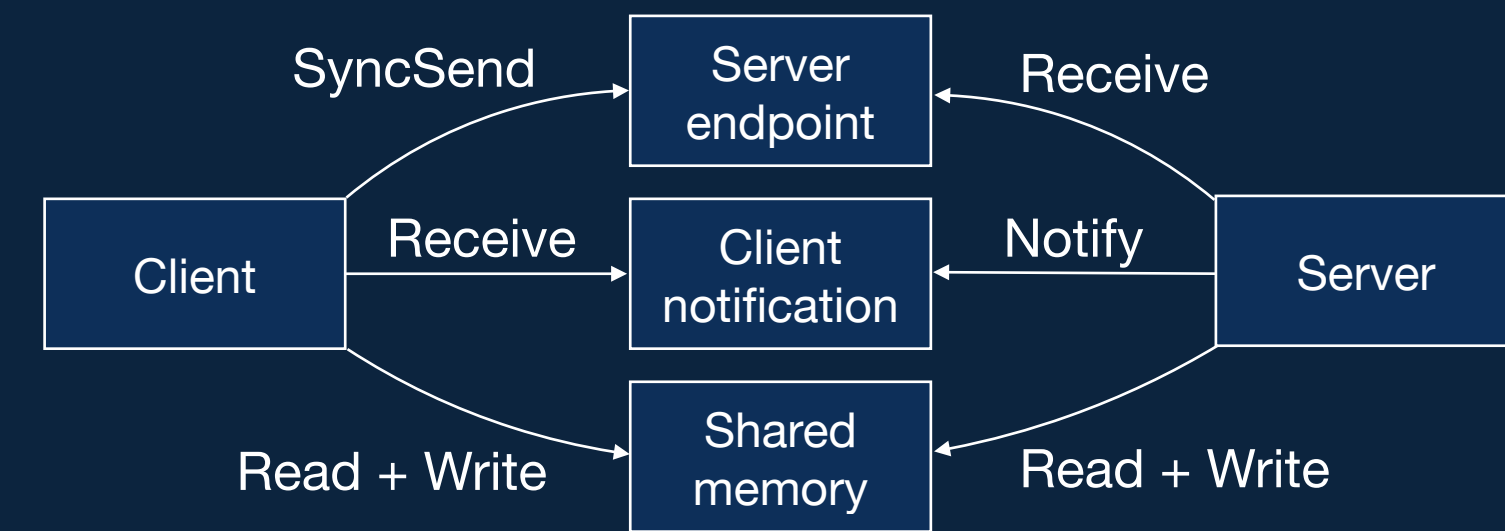 SyncSend
Server
endpoint
Receive
Client
Receive
Client
notification
Notify
Server
Read + Write
Shared
memory
Read + Write